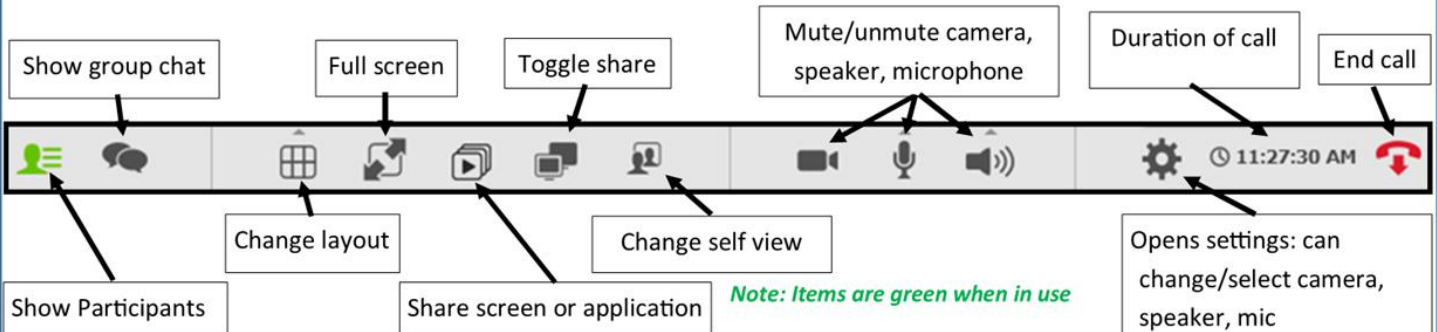 Show group chat
Full screen
Toggle share
Mute/unmute camera,
speaker, microphone
Duration of call
End call
11:27:30 AM
Change layout
Change self view
Opens settings: can
change/select camera,
speaker, mic
Show Participants
Share screen or application
Note: Items are green when in use